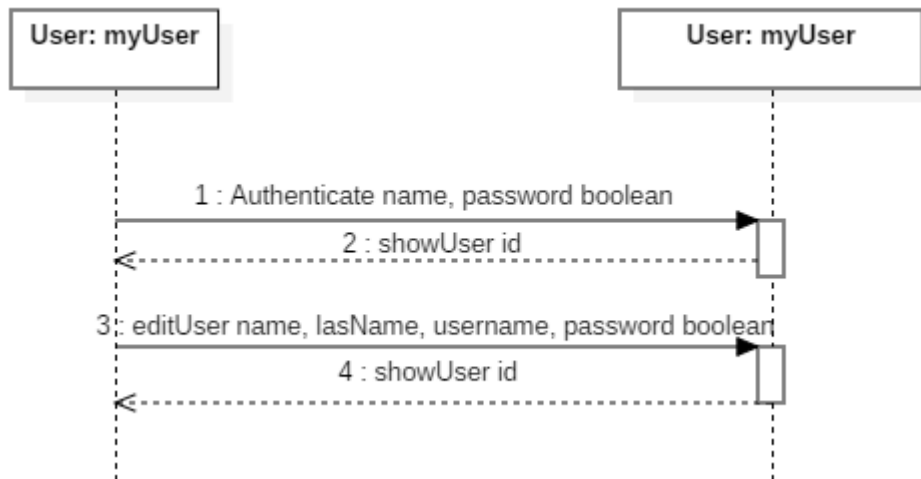 User: myUser
User: myUser
1 : Authenticate name, password boolean
2 : showUser id
3 : editUser name, lasName, username, password boolean
4 : showUser id